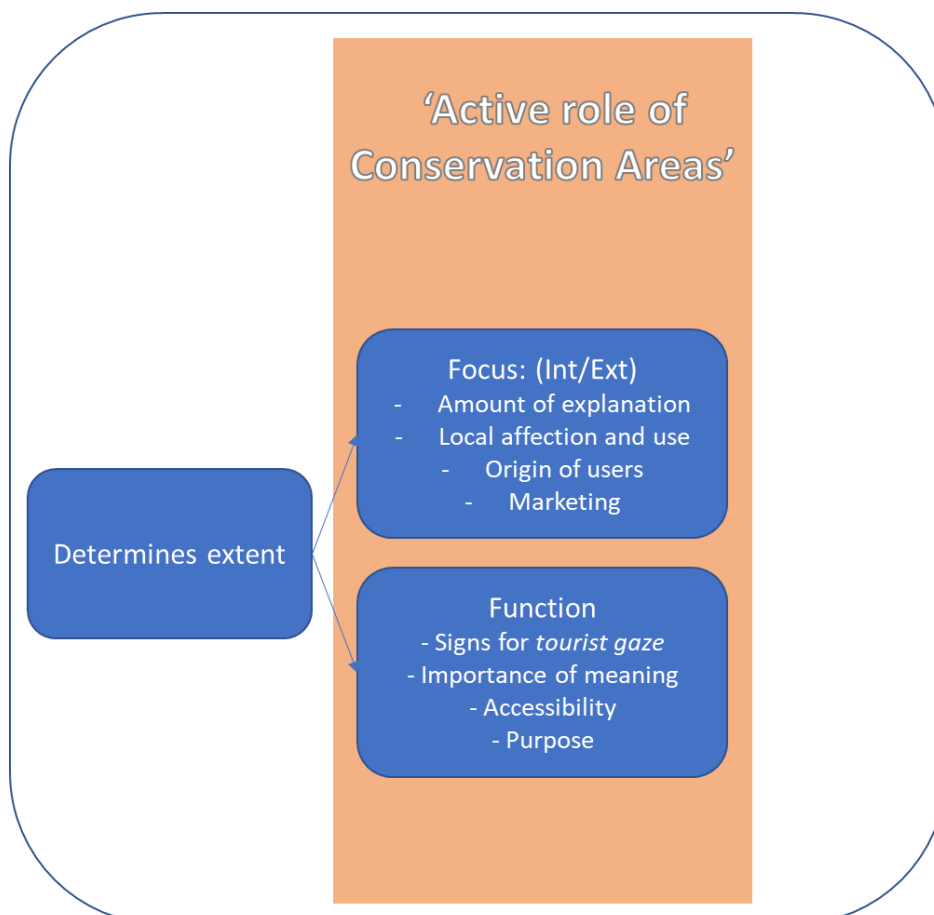 ‘Active role of
Conservation Areas’
Focus: (Int/Ext)
- Amount of explanation
- Local affection and use
- Origin of users
- Marketing
Determines extent
Function
- Signs for tourist gaze
- Importance of meaning
- Accessibility
- Purpose